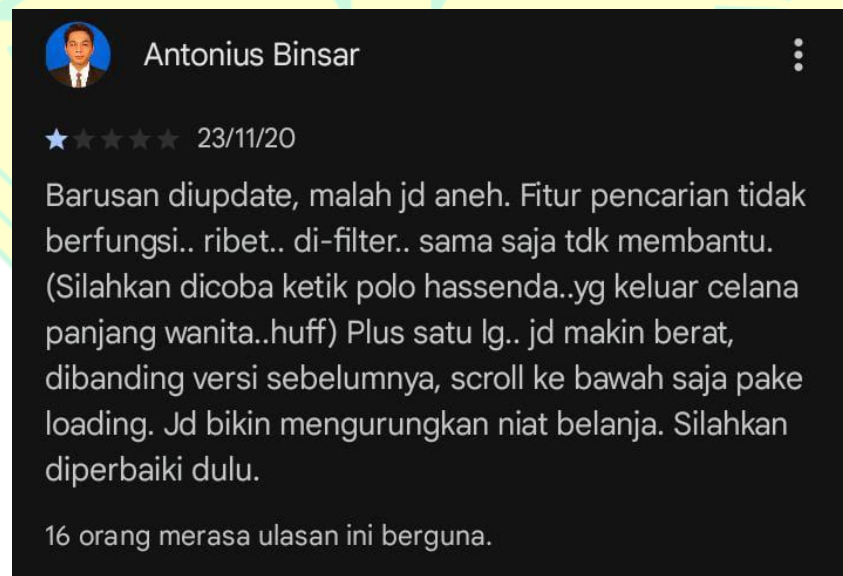 Antonius Binsar
23/11/20
Barusan diupdate, malah jd aneh. Fitur pencarian tidak
berfungsi.. ribet.. di-filter.. sama saja tdk membantu.
(Silahkan dicoba ketik polo hassenda..yg keluar celana
panjang wanita..huff) Plus satu lg.. jd makin berat,
dibanding versi sebelumnya, scroll ke bawah saja pake
loading. Jd bikin mengurungkan niat belanja. Silahkan
diperbaiki dulu.
16 orang merasa ulasan ini berguna.